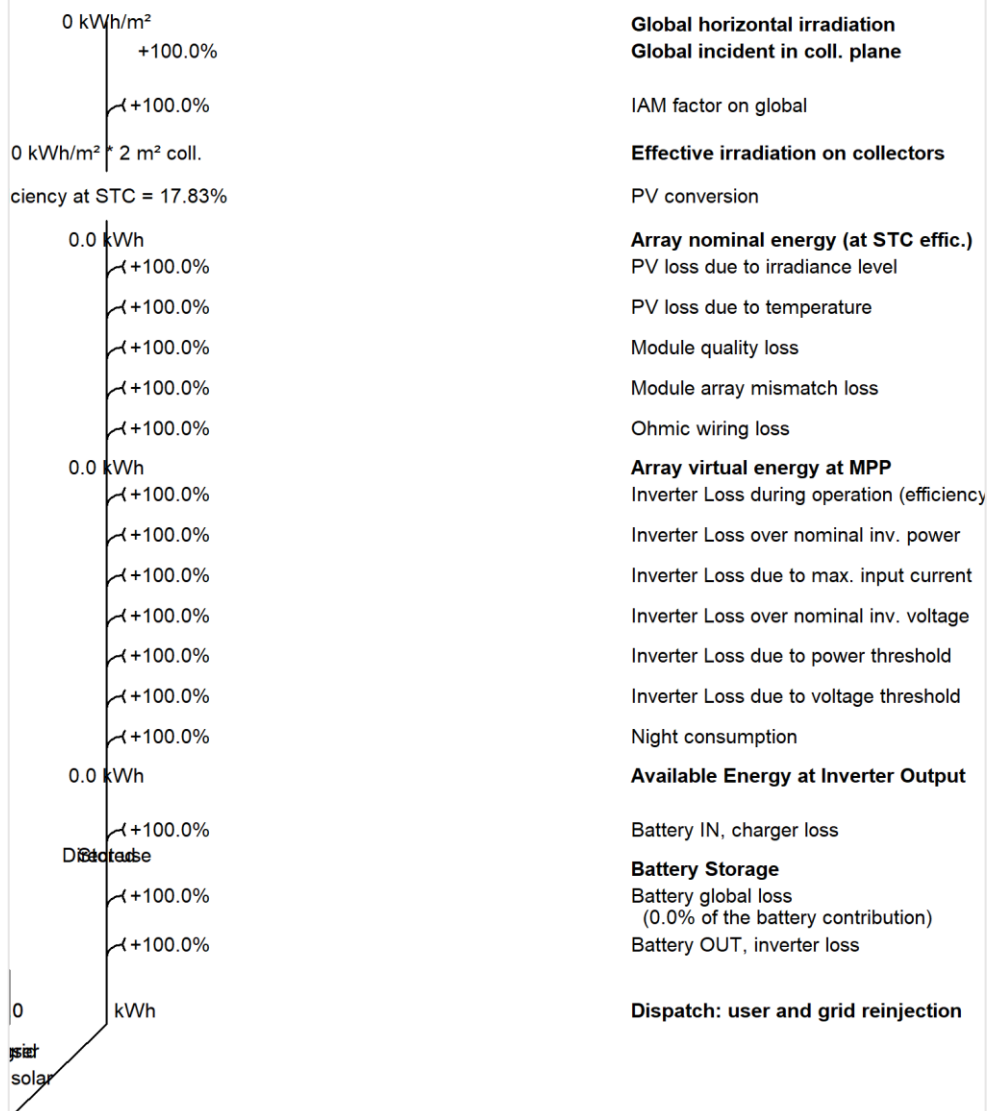 0 kWh/m² Global horizontal irradiation
+100.0% Global incident in coll. plane
+100.0% IAM factor on global
0 kWh/m² * 2 m² coll. Effective irradiation on collectors
ciency at STC = 17.83% PV conversion
0.0 kWh Array nominal energy (at STC effic.)
+100.0% PV loss due to irradiance level
+100.0% PV loss due to temperature
+100.0% Module quality loss
+100.0% Module array mismatch loss
+100.0% Ohmic wiring loss
0.0 kWh Array virtual energy at MPP
+100.0% Inverter Loss during operation (efficiency
+100.0% Inverter Loss over nominal inv. power
+100.0% Inverter Loss due to max. input current
+100.0% Inverter Loss over nominal inv. voltage
+100.0% Inverter Loss due to power threshold
+100.0% Inverter Loss due to voltage threshold
+100.0% Night consumption
0.0 kWh Available Energy at Inverter Output
+100.0% Battery IN, charger loss
Direct use Stored
Battery Storage
+100.0% Battery global loss
(0.0% of the battery contribution)
+100.0% Battery OUT, inverter loss
0 kWh Dispatch: user and grid reinjection
solar